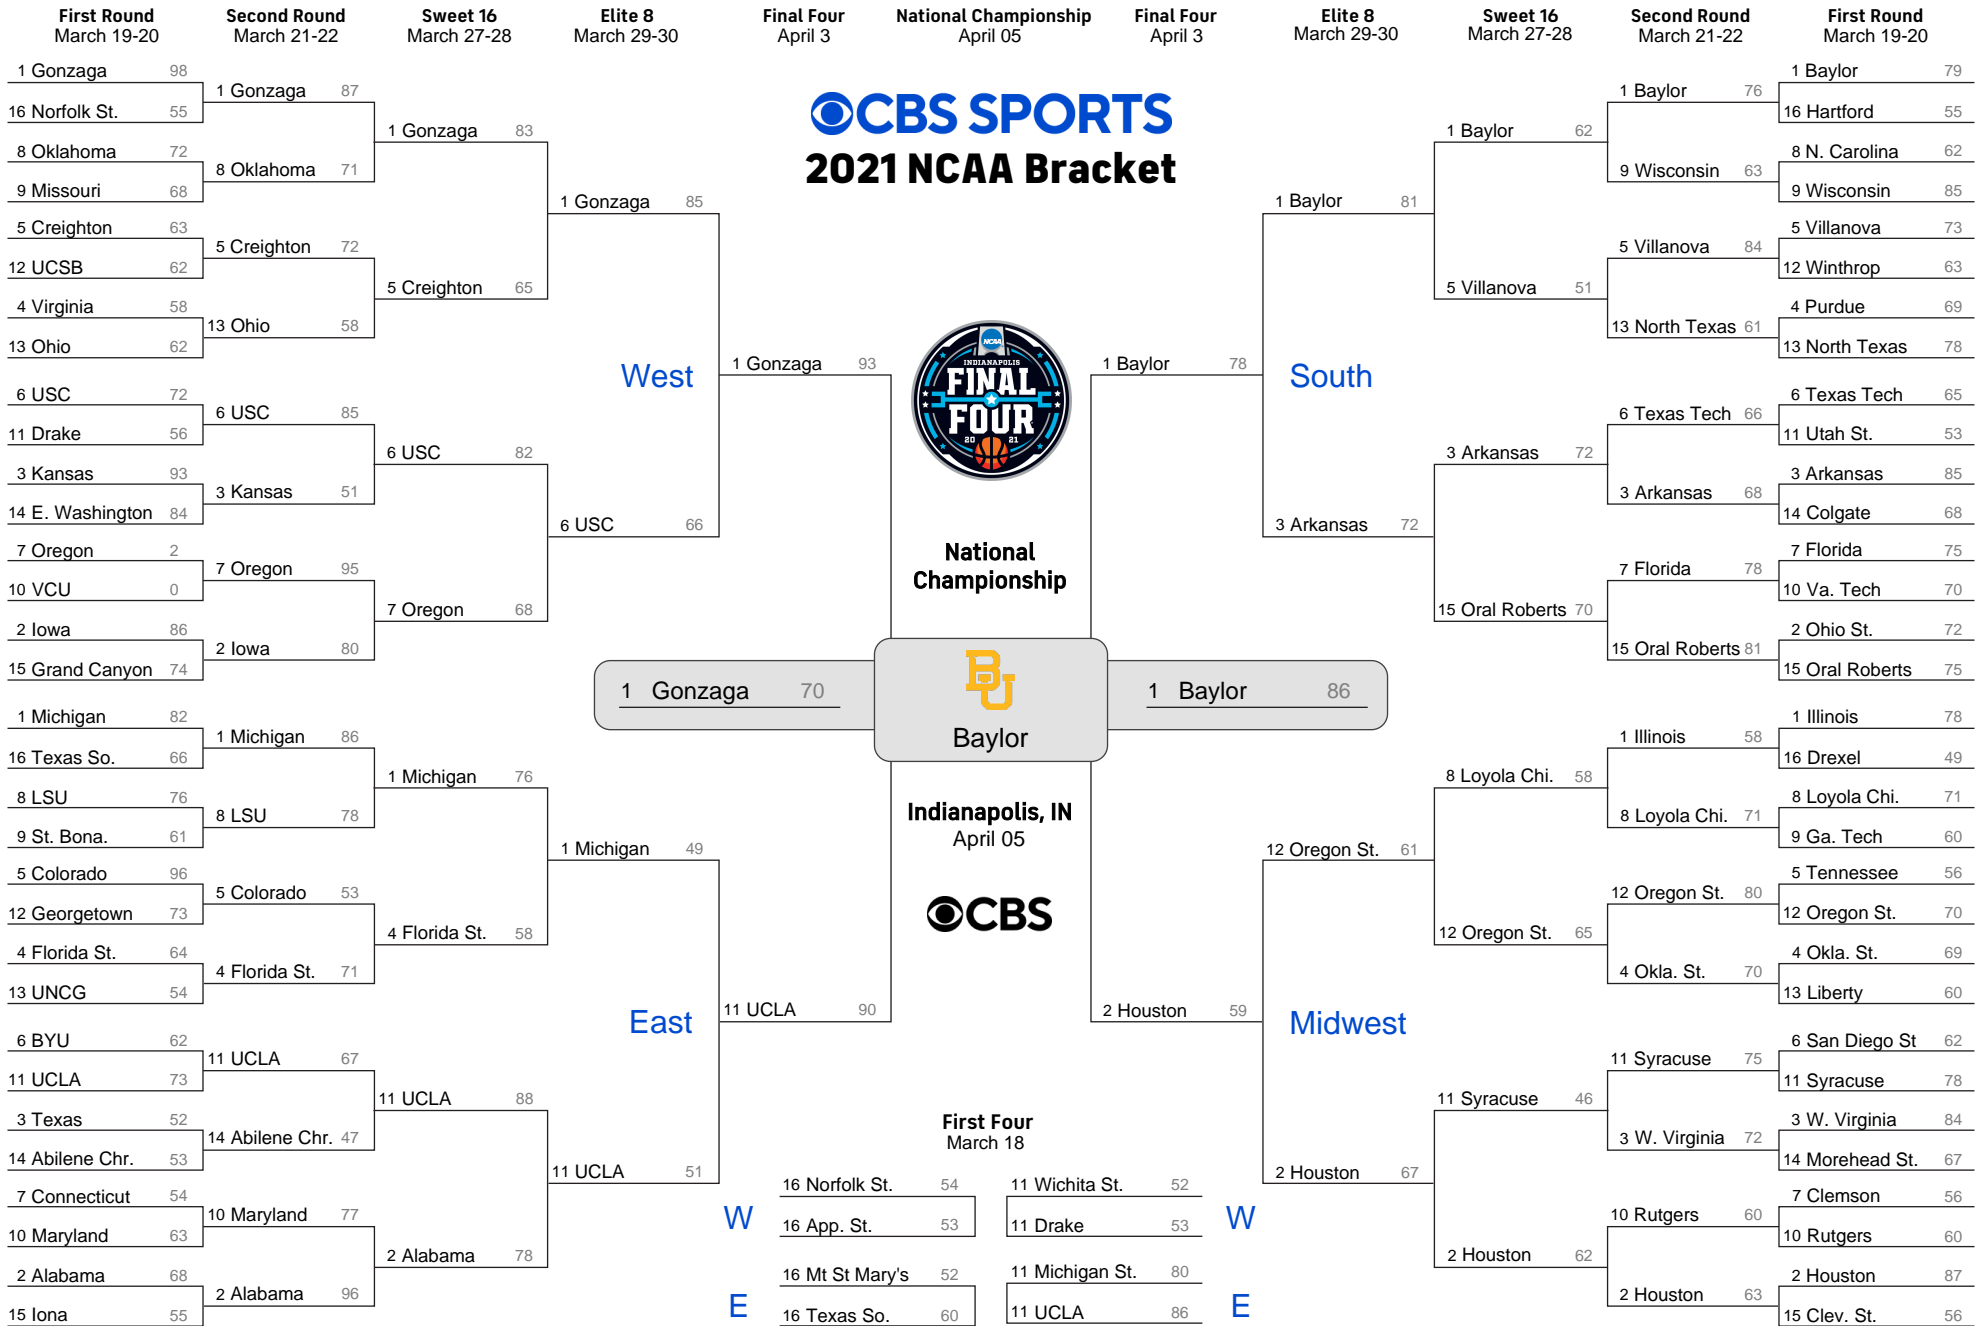 First Round
March 19-20
Second Round
March 21-22
Sweet 16
March 27-28
Elite 8
March 29-30
Final Four
April 3
National Championship
April 05
Final Four
April 3
Elite 8
March 29-30
Sweet 16
March 27-28
Second Round
March 21-22
First Round
March 19-20
1 Gonzaga 98
16 Norfolk St. 55
8 Oklahoma 72
9 Missouri 68
5 Creighton 63
12 UCSB 62
4 Virginia 58
13 Ohio 62
6 USC 72
11 Drake 56
3 Kansas 93
14 E. Washington 84
7 Oregon 2
10 VCU 0
2 Iowa 86
15 Grand Canyon 74
1 Gonzaga 87
8 Oklahoma 71
5 Creighton 72
13 Ohio 58
6 USC 85
3 Kansas 51
7 Oregon 95
2 Iowa 80
1 Gonzaga 83
5 Creighton 65
6 USC 82
7 Oregon 68
1 Gonzaga 85
6 USC 66
West
1 Gonzaga 93
1 Michigan 82
16 Texas So. 66
8 LSU 76
9 St. Bona. 61
5 Colorado 96
12 Georgetown 73
4 Florida St. 64
13 UNCG 54
6 BYU 62
11 UCLA 73
3 Texas 52
14 Abilene Chr. 53
7 Connecticut 54
10 Maryland 63
2 Alabama 68
15 Iona 55
1 Michigan 86
8 LSU 78
5 Colorado 53
4 Florida St. 71
11 UCLA 67
14 Abilene Chr. 47
10 Maryland 77
2 Alabama 96
1 Michigan 76
4 Florida St. 58
11 UCLA 88
2 Alabama 78
1 Michigan 49
11 UCLA 51
East
11 UCLA 90
CBS SPORTS
2021 NCAA Bracket
NCAA
INDIANAPOLIS
FINAL
FOUR
20 21
National
Championship
1 Gonzaga 70
BU
Baylor
1 Baylor 86
Indianapolis, IN
April 05
CBS
First Four
March 18
W
16 Norfolk St. 54
16 App. St. 53
11 Wichita St. 52
11 Drake 53
W
E
16 Mt St Mary's 52
16 Texas So. 60
11 Michigan St. 80
11 UCLA 86
E
1 Baylor 78
South
1 Baylor 81
3 Arkansas 72
1 Baylor 62
5 Villanova 51
3 Arkansas 72
15 Oral Roberts 70
1 Baylor 76
9 Wisconsin 63
5 Villanova 84
13 North Texas 61
6 Texas Tech 66
3 Arkansas 68
7 Florida 78
15 Oral Roberts 81
1 Baylor 79
16 Hartford 55
8 N. Carolina 62
9 Wisconsin 85
5 Villanova 73
12 Winthrop 63
4 Purdue 69
13 North Texas 78
6 Texas Tech 65
11 Utah St. 53
3 Arkansas 85
14 Colgate 68
7 Florida 75
10 Va. Tech 70
2 Ohio St. 72
15 Oral Roberts 75
2 Houston 59
Midwest
12 Oregon St. 61
2 Houston 67
8 Loyola Chi. 58
12 Oregon St. 65
11 Syracuse 46
2 Houston 62
1 Illinois 58
8 Loyola Chi. 71
12 Oregon St. 80
4 Okla. St. 70
11 Syracuse 75
3 W. Virginia 72
10 Rutgers 60
2 Houston 63
1 Illinois 78
16 Drexel 49
8 Loyola Chi. 71
9 Ga. Tech 60
5 Tennessee 56
12 Oregon St. 70
4 Okla. St. 69
13 Liberty 60
6 San Diego St 62
11 Syracuse 78
3 W. Virginia 84
14 Morehead St. 67
7 Clemson 56
10 Rutgers 60
2 Houston 87
15 Clev. St. 56